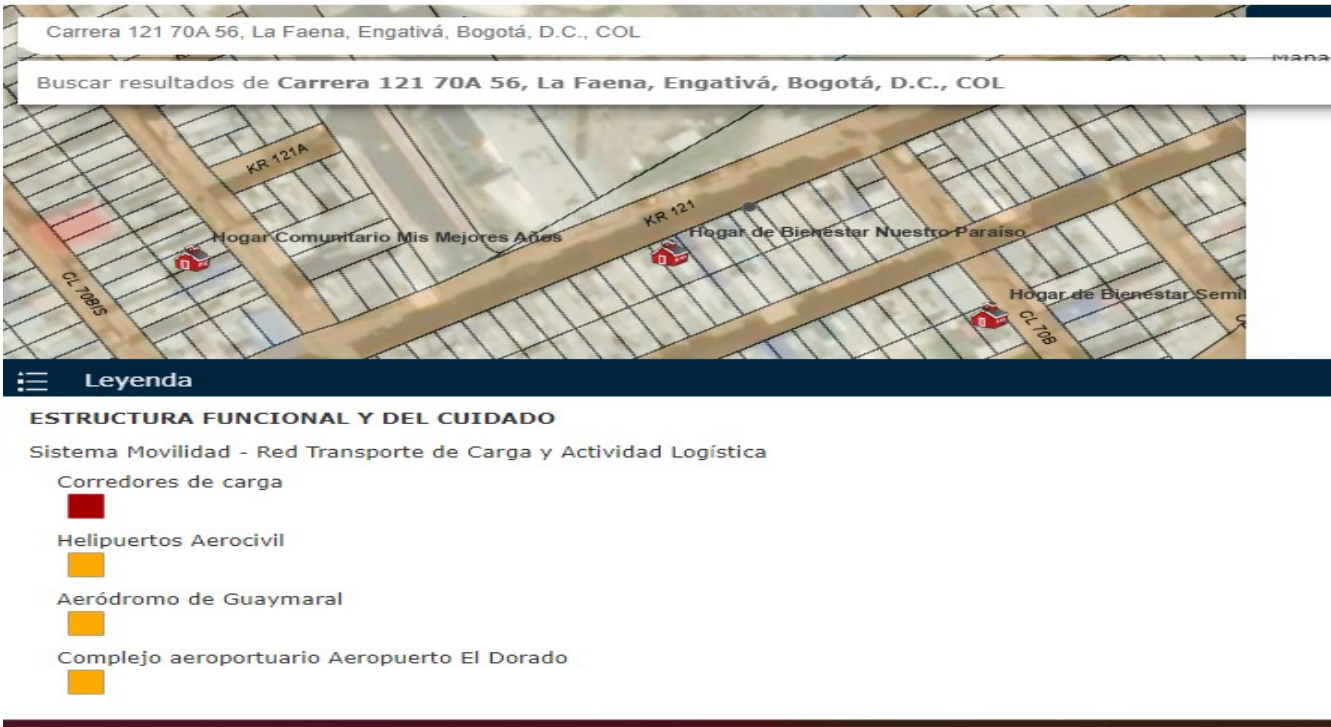 Carrera 121 70A 56, La Faena, Engativá, Bogotá, D.C., COL
Buscar resultados de Carrera 121 70A 56, La Faena, Engativá, Bogotá, D.C., COL
KR 121A
KR 121
Hogar Comunitario Mis Mejores Años
Hogar de Bienestar Nuestro Paraíso
CL 70BIS
Hogar de Bienestar Semil
CL 70B
Leyenda
ESTRUCTURA FUNCIONAL Y DEL CUIDADO
Sistema Movilidad - Red Transporte de Carga y Actividad Logística
Corredores de carga
Helipuertos Aerocivil
Aeródromo de Guaymaral
Complejo aeroportuario Aeropuerto El Dorado